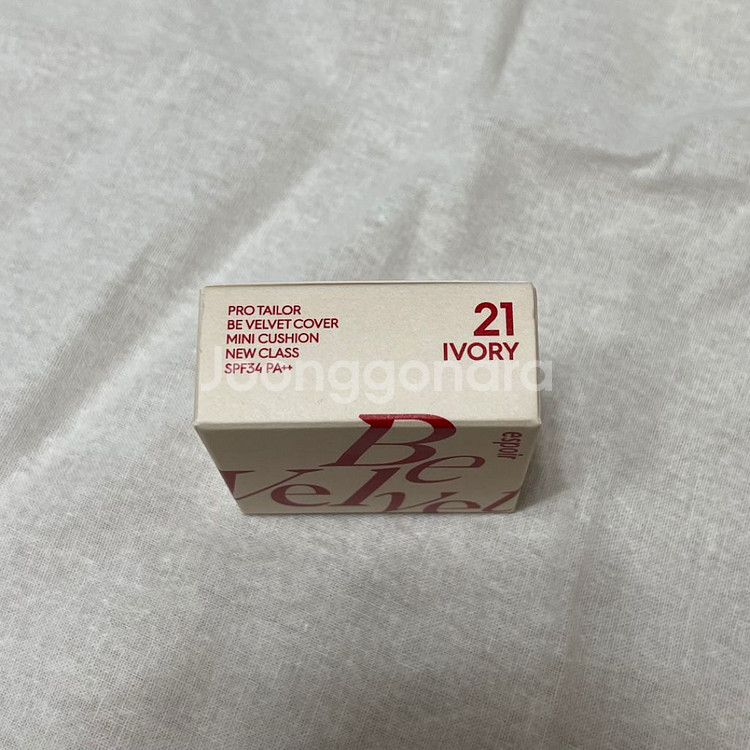 PRO TAILOR
BE VELVET COVER
MINI CUSHION
NEW CLASS
SPF34 PA++
21
IVORY
Joonggonara
Be
Velvet
espoir